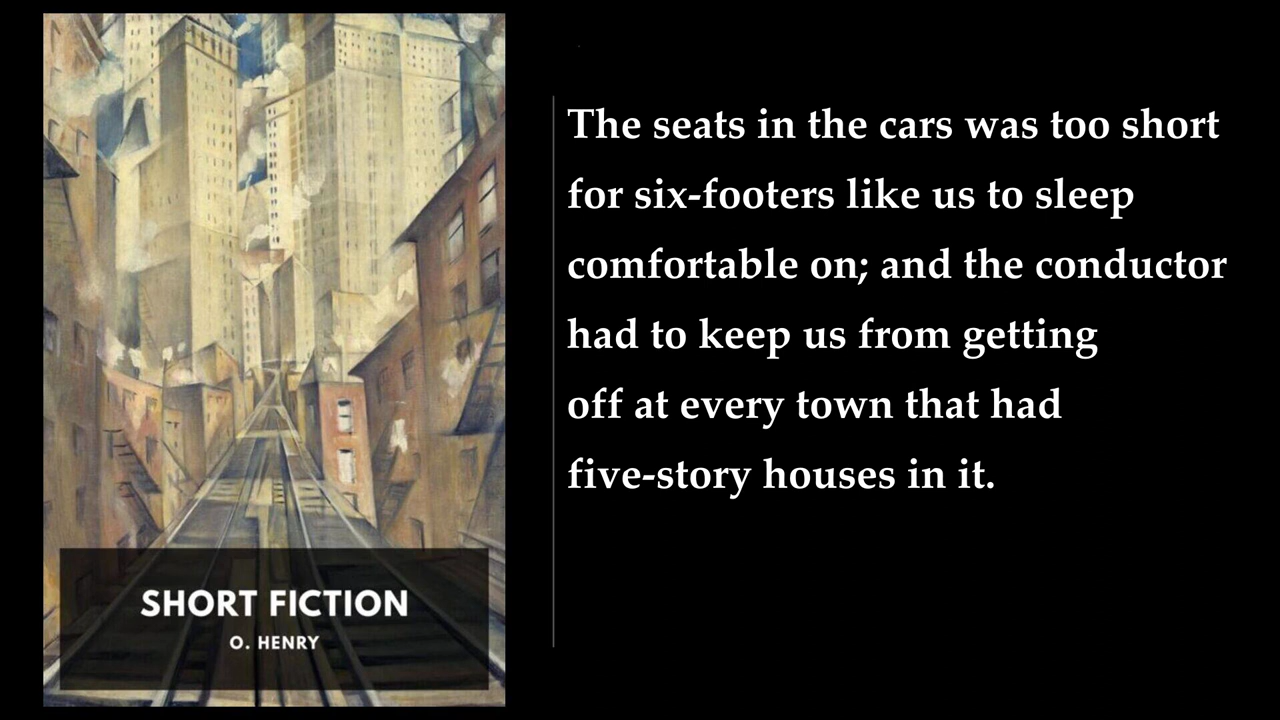 The seats in the cars was too short
for six-footers like us to sleep
comfortable on; and the conductor
had to keep us from getting
off at every town that had
five-story houses in it.
SHORT FICTION
O. HENRY